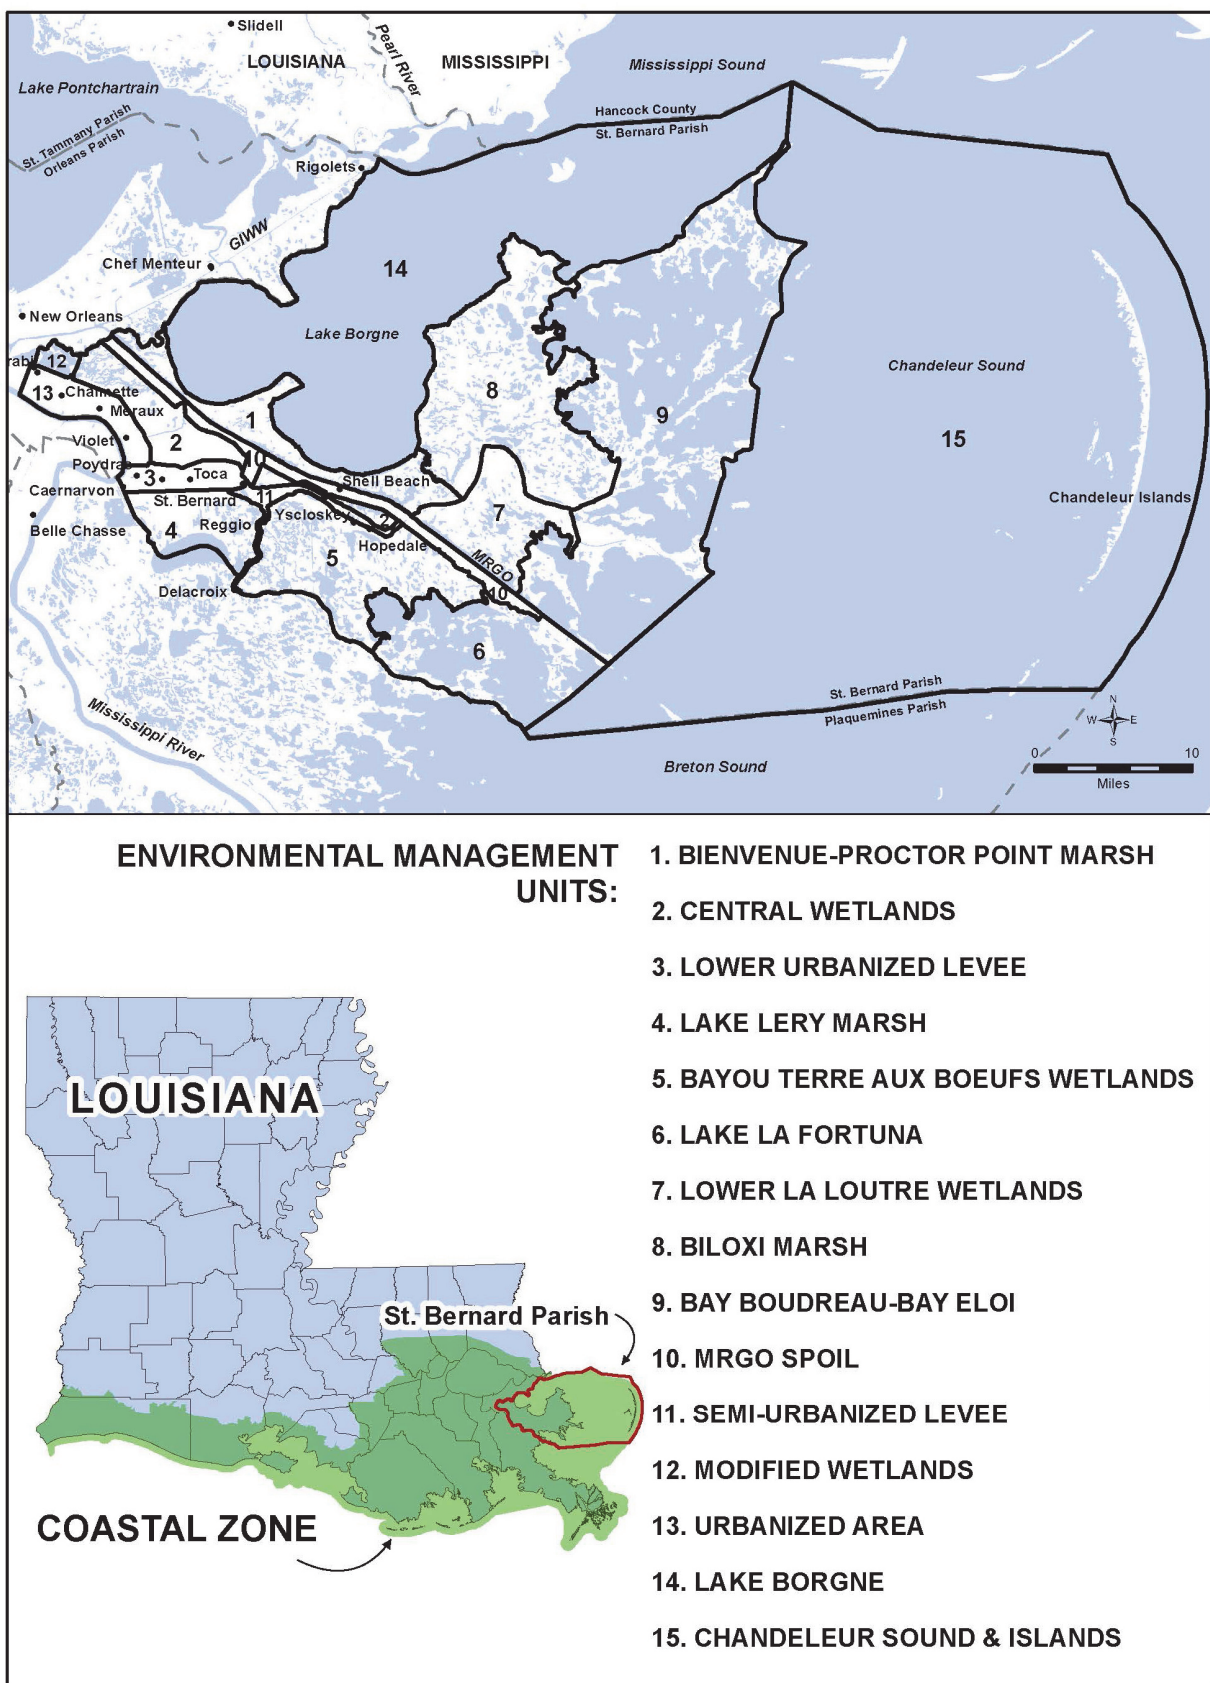 Slidell
LOUISIANA
MISSISSIPPI
Pearl River
Mississippi Sound
Lake Pontchartrain
Hancock County
St. Bernard Parish
St. Tammany Parish
Orleans Parish
Rigolets
GIWW
Chef Menteur
14
New Orleans
Lake Borgne
Chandeleur Sound
12
13
Chalmette
8
9
Meraux
1
15
Violet
2
10
Poydras
3
Toca
Shell Beach
Caernarvon
St. Bernard
11
Chandeleur Islands
Belle Chasse
4
Reggio
Yscloskey
2
7
Hopedale
5
MRGO
Delacroix
10
6
St. Bernard Parish
Plaquemines Parish
Mississippi River
Breton Sound
N
W E
S
0 10
Miles
ENVIRONMENTAL MANAGEMENT
UNITS:
1. BIENVENUE-PROCTOR POINT MARSH
2. CENTRAL WETLANDS
3. LOWER URBANIZED LEVEE
4. LAKE LERY MARSH
5. BAYOU TERRE AUX BOEUFS WETLANDS
6. LAKE LA FORTUNA
7. LOWER LA LOUTRE WETLANDS
8. BILOXI MARSH
9. BAY BOUDREAU-BAY ELOI
10. MRGO SPOIL
11. SEMI-URBANIZED LEVEE
12. MODIFIED WETLANDS
13. URBANIZED AREA
14. LAKE BORGNE
15. CHANDELEUR SOUND & ISLANDS
LOUISIANA
St. Bernard Parish
COASTAL ZONE